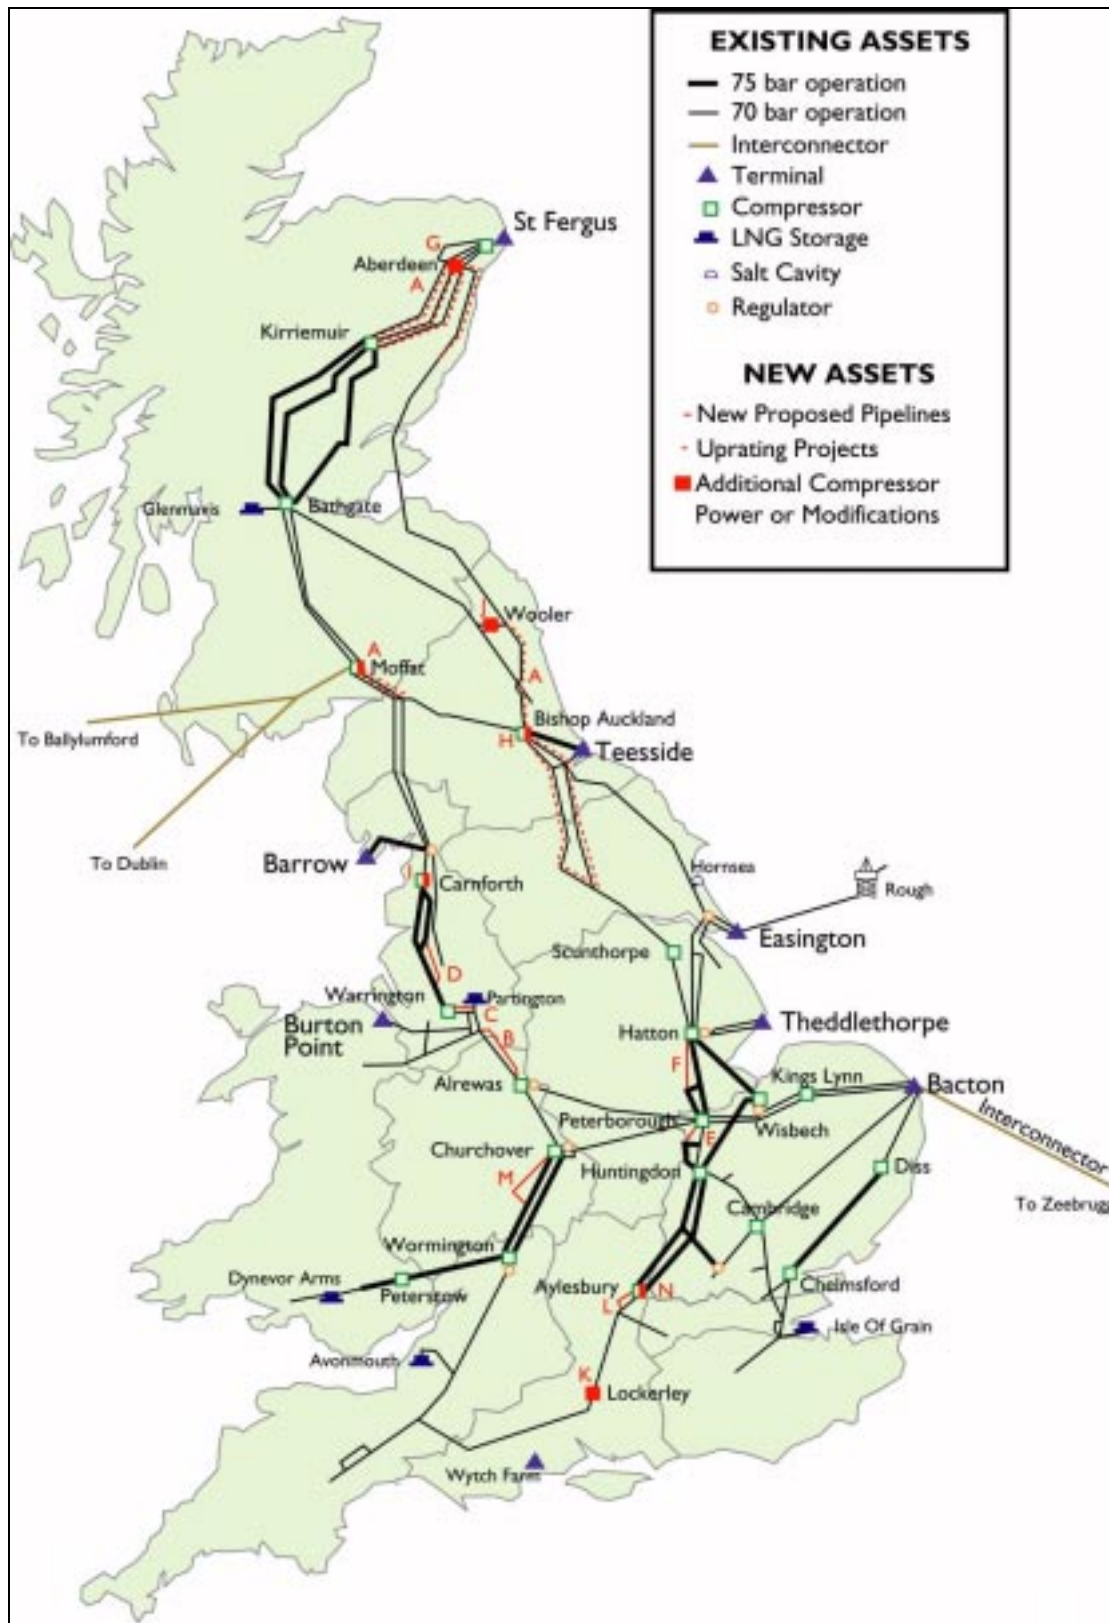 EXISTING ASSETS
75 bar operation
70 bar operation
Interconnector
Terminal
Compressor
LNG Storage
Salt Cavity
Regulator
NEW ASSETS
New Proposed Pipelines
Uprating Projects
Additional Compressor
Power or Modifications
St Fergus
G
Aberdeen
A
Kirriemuir
Glenmavis
Bathgate
J
Wooler
A
Moffat
A
Bishop Auckland
H
Teesside
To Ballylumford
To Dublin
Barrow
I
Carnforth
Hornsea
Rough
Easington
Scunthorpe
D
Warrington
Partington
C
Burton
Point
B
Hatton
Theddlethorpe
F
Kings Lynn
Bacton
Alrewas
Interconnector
Peterborough
E
Wisbech
Churchover
Huntingdon
Diss
M
To Zeebrugg
Cambridge
Wormington
Dynevor Arms
Peterstow
Aylesbury
N
L
Chelmsford
Isle Of Grain
Avonmouth
K
Lockerley
Wytch Farm